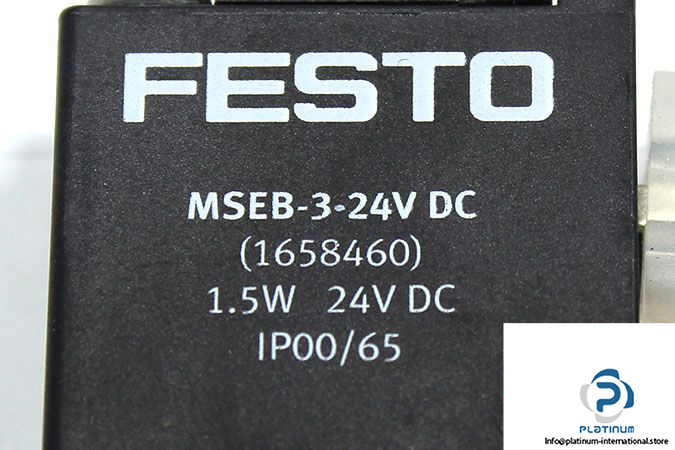 FESTO
MSEB-3-24V DC
(1658460)
1.5W 24V DC
IP00/65
PLATINUM
Info@platinum-international.store